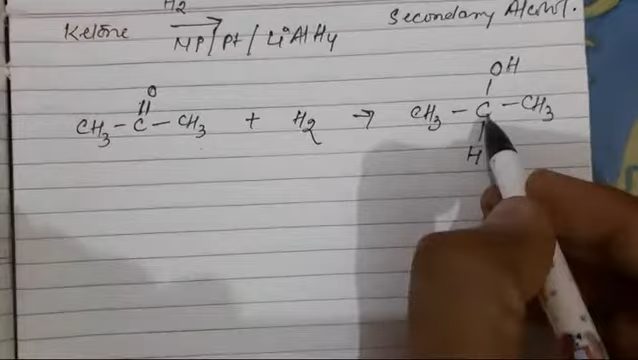 H2
Ketone → Secondary Alcohol.
Ni/Pt/LiAlH4
O OH
CH3 - C - CH3 + H2 → CH3 - C - CH3
H